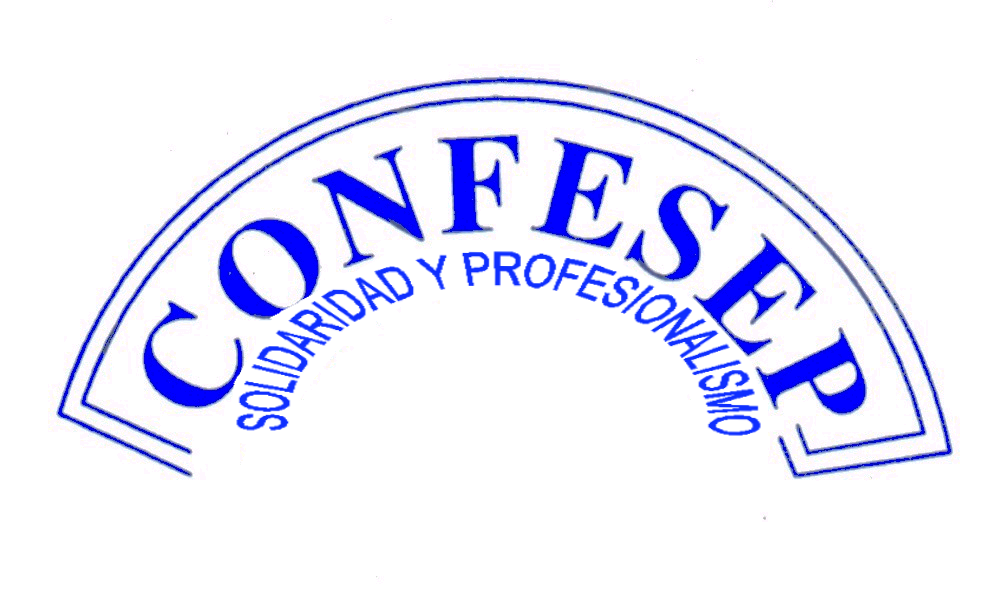 CONFESEP
SOLIDARIDAD Y PROFESIONALISMO